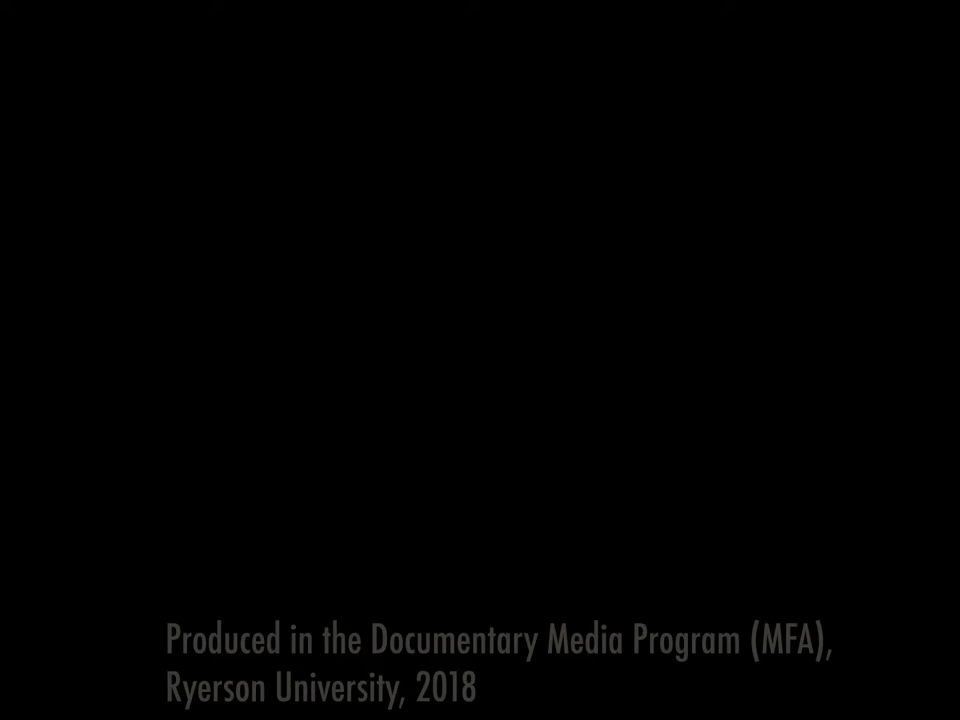 Produced in the Documentary Media Program (MFA),
Ryerson University, 2018